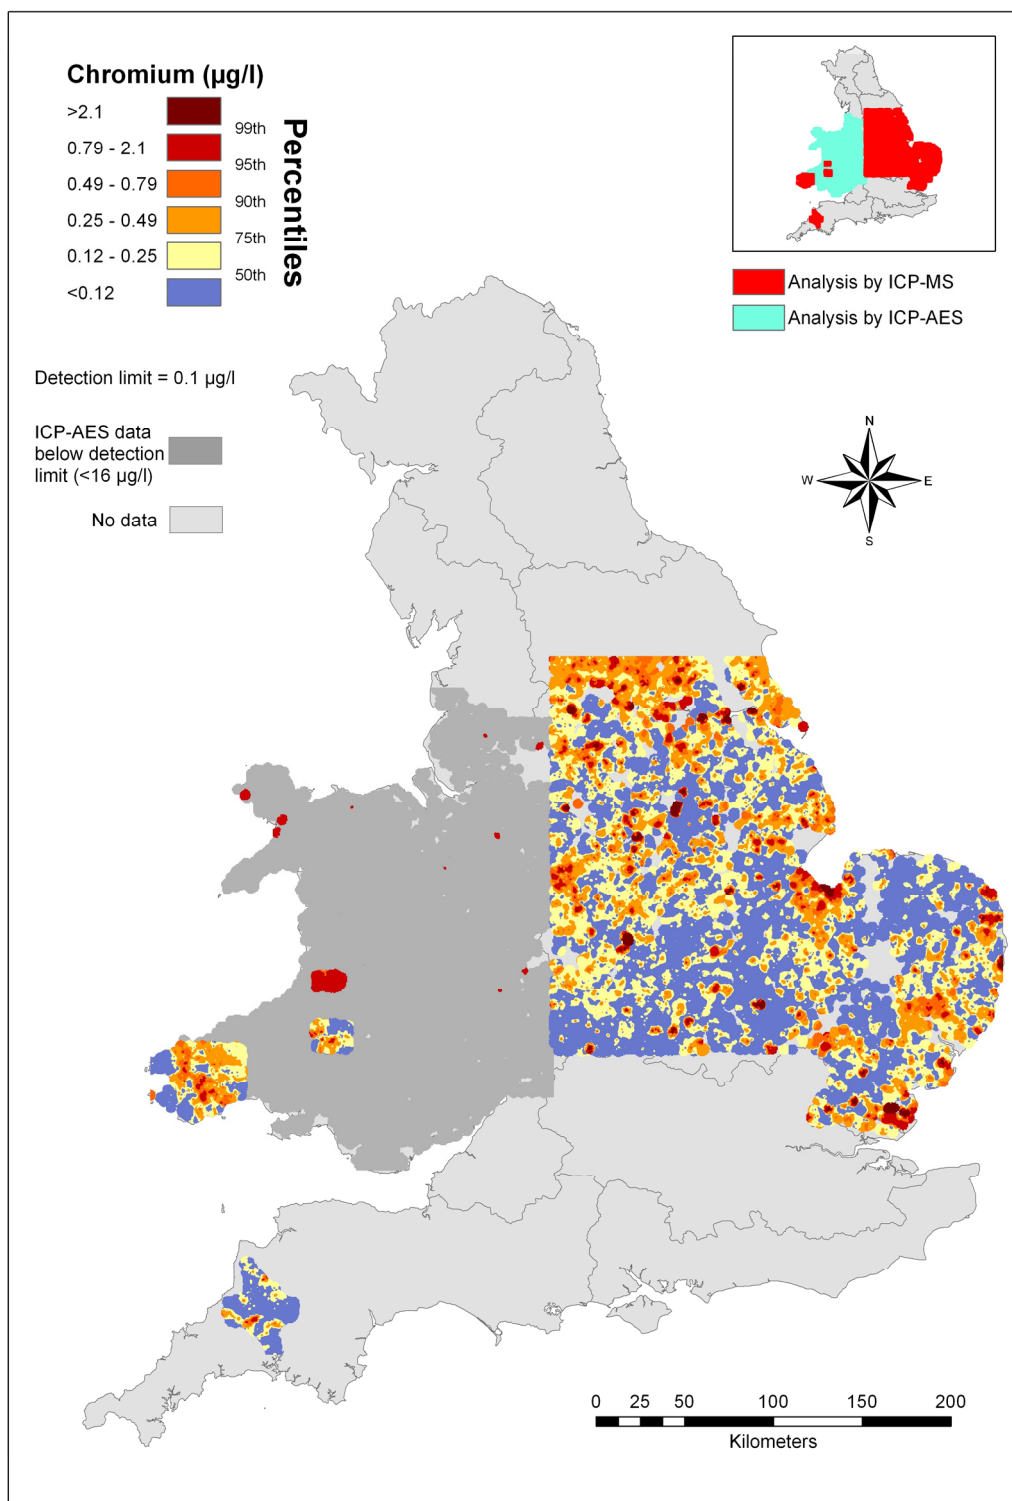 Chromium (µg/l)
>2.1
0.79 - 2.1
0.49 - 0.79
0.25 - 0.49
0.12 - 0.25
<0.12
99th
95th
90th
75th
50th
Percentiles
Detection limit = 0.1 µg/l
ICP-AES data
below detection
limit (<16 µg/l)
No data
Analysis by ICP-MS
Analysis by ICP-AES
N
W
E
S
0 25 50 100 150 200
Kilometers